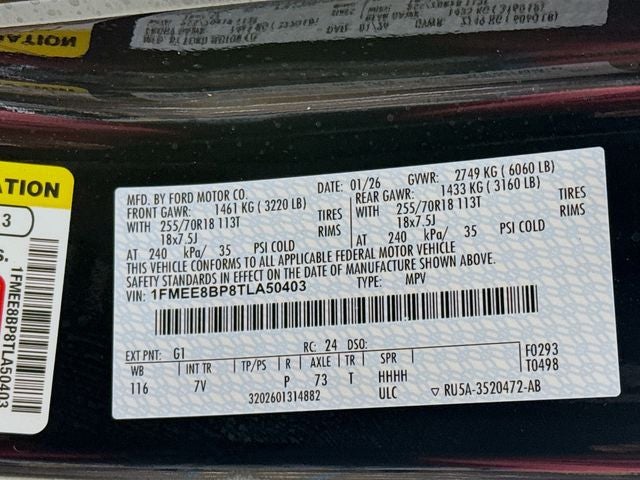 MFD. BY FORD MOTOR CO.
DATE: 01/26 GVWR: 2749 KG ( 6060 LB)
FRONT GAWR: 1461 KG ( 3220 LB) REAR GAWR: 1433 KG ( 3160 LB)
WITH 255/70R18 113T TIRES WITH 255/70R18 113T TIRES
18x7.5J RIMS 18x7.5J RIMS
AT 240 kPa/ 35 PSI COLD AT 240 kPa/ 35 PSI COLD
THIS VEHICLE CONFORMS TO ALL APPLICABLE FEDERAL MOTOR VEHICLE
SAFETY STANDARDS IN EFFECT ON THE DATE OF MANUFACTURE SHOWN ABOVE.
VIN: 1FMEE8BP8TLA50403 TYPE: MPV
EXT PNT: G1 RC: 24 DSO: F0293
WB INT TR TP/PS R AXLE TR SPR T0498
116 7V P 73 T HHHH
3202601314882 ULC ▽ RU5A-3520472-AB
ATION
3
S.
1FMEE8BP8TLA50403